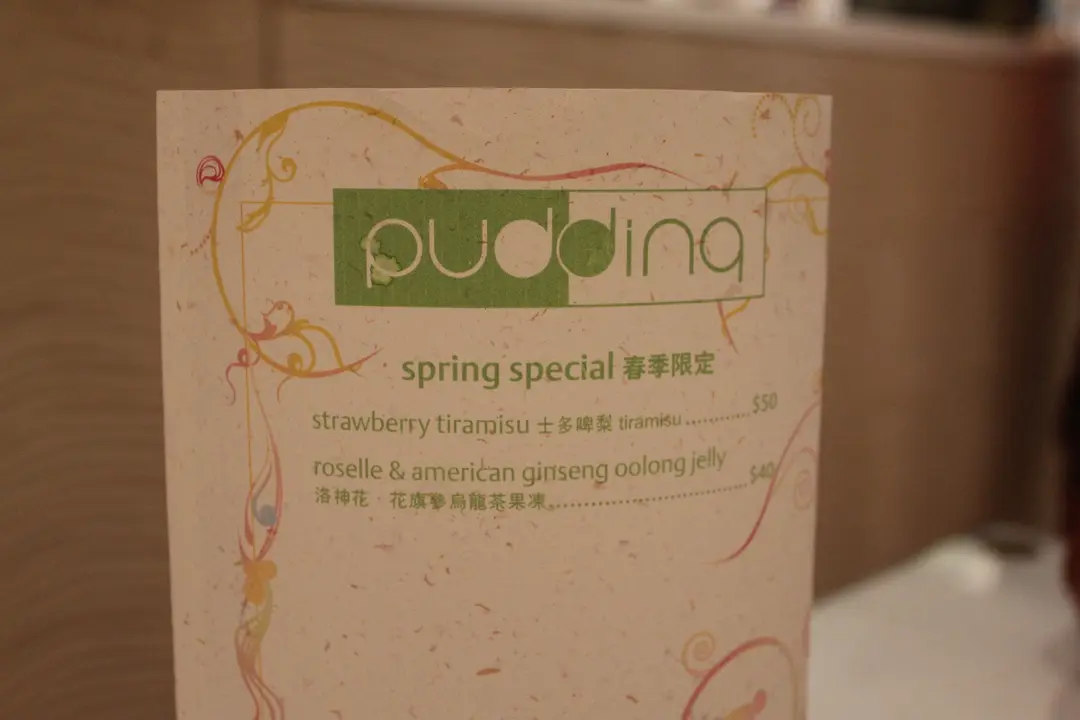 pudding
spring special 春季限定
strawberry tiramisu 士多啤梨 tiramisu..............$50
roselle & american ginseng oolong jelly
洛神花·花旗參烏龍茶果凍..............................$40